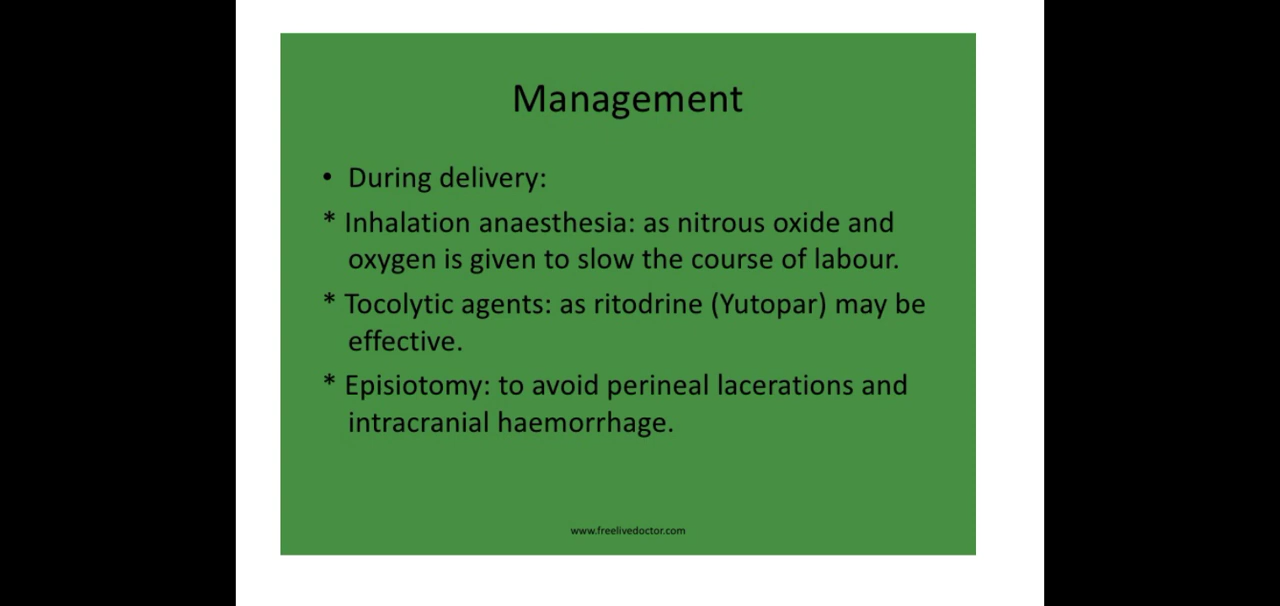 Management
• During delivery:
* Inhalation anaesthesia: as nitrous oxide and
oxygen is given to slow the course of labour.
* Tocolytic agents: as ritodrine (Yutopar) may be
effective.
* Episiotomy: to avoid perineal lacerations and
intracranial haemorrhage.
www.freelivedoctor.com